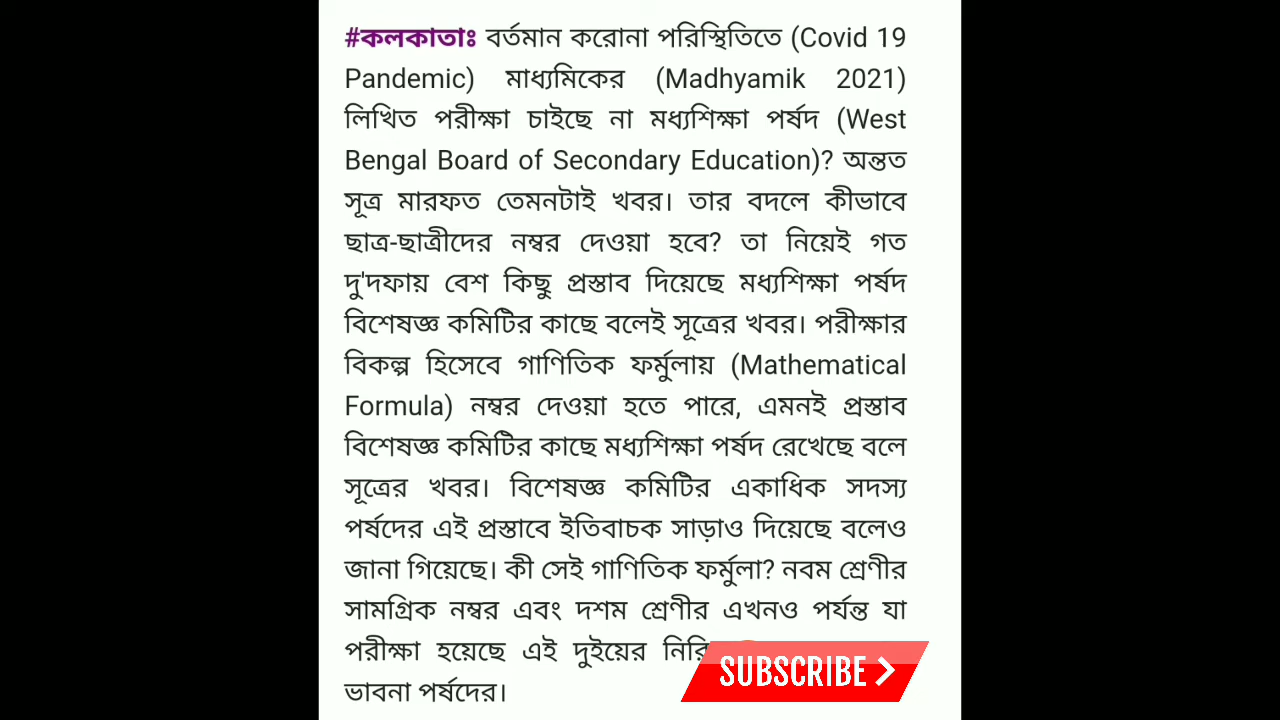 #কলকাতাঃ বর্তমান করোনা পরিস্থিতিতে (Covid 19
Pandemic) মাধ্যমিকের (Madhyamik 2021)
লিখিত পরীক্ষা চাইছে না মধ্যশিক্ষা পর্ষদ (West
Bengal Board of Secondary Education)? অন্তত
সূত্র মারফত তেমনটাই খবর। তার বদলে কীভাবে
ছাত্র-ছাত্রীদের নম্বর দেওয়া হবে? তা নিয়েই গত
দু'দফায় বেশ কিছু প্রস্তাব দিয়েছে মধ্যশিক্ষা পর্ষদ
বিশেষজ্ঞ কমিটির কাছে বলেই সূত্রের খবর। পরীক্ষার
বিকল্প হিসেবে গাণিতিক ফর্মুলায় (Mathematical
Formula) নম্বর দেওয়া হতে পারে, এমনই প্রস্তাব
বিশেষজ্ঞ কমিটির কাছে মধ্যশিক্ষা পর্ষদ রেখেছে বলে
সূত্রের খবর। বিশেষজ্ঞ কমিটির একাধিক সদস্য
পর্ষদের এই প্রস্তাবে ইতিবাচক সাড়াও দিয়েছে বলেও
জানা গিয়েছে। কী সেই গাণিতিক ফর্মুলা? নবম শ্রেণীর
সামগ্রিক নম্বর এবং দশম শ্রেণীর এখনও পর্যন্ত যা
পরীক্ষা হয়েছে এই দুইয়ের
ভাবনা পর্ষদের।
SUBSCRIBE